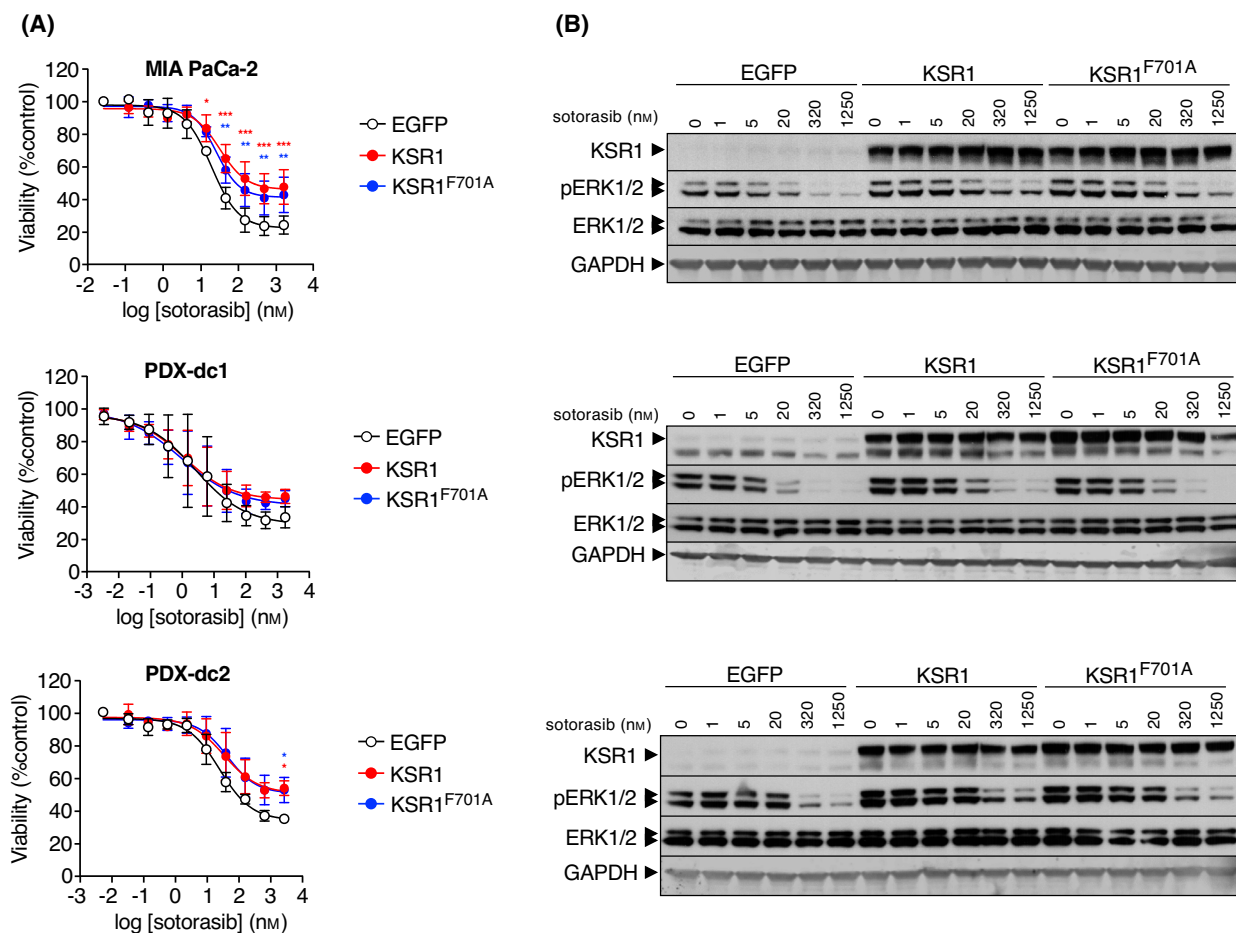 (A)
MIA PaCa-2
Viability (%control)
120
100
80
60
40
20
0
* *** *** *** ***
** ** ** **
-2 -1 0 1 2 3 4
log [sotorasib] (nM)
EGFP
KSR1
KSR1F701A
PDX-dc1
Viability (%control)
120
100
80
60
40
20
0
-3 -2 -1 0 1 2 3 4
log [sotorasib] (nM)
EGFP
KSR1
KSR1F701A
PDX-dc2
Viability (%control)
120
100
80
60
40
20
0
*
*
-3 -2 -1 0 1 2 3 4
log [sotorasib] (nM)
EGFP
KSR1
KSR1F701A
(B)
EGFP KSR1 KSR1F701A
sotorasib (nM) 0 1 5 20 320 1250 0 1 5 20 320 1250 0 1 5 20 320 1250
KSR1
pERK1/2
ERK1/2
GAPDH
EGFP KSR1 KSR1F701A
sotorasib (nM) 0 1 5 20 320 1250 0 1 5 20 320 1250 0 1 5 20 320 1250
KSR1
pERK1/2
ERK1/2
GAPDH
EGFP KSR1 KSR1F701A
sotorasib (nM) 0 1 5 20 320 1250 0 1 5 20 320 1250 0 1 5 20 320 1250
KSR1
pERK1/2
ERK1/2
GAPDH